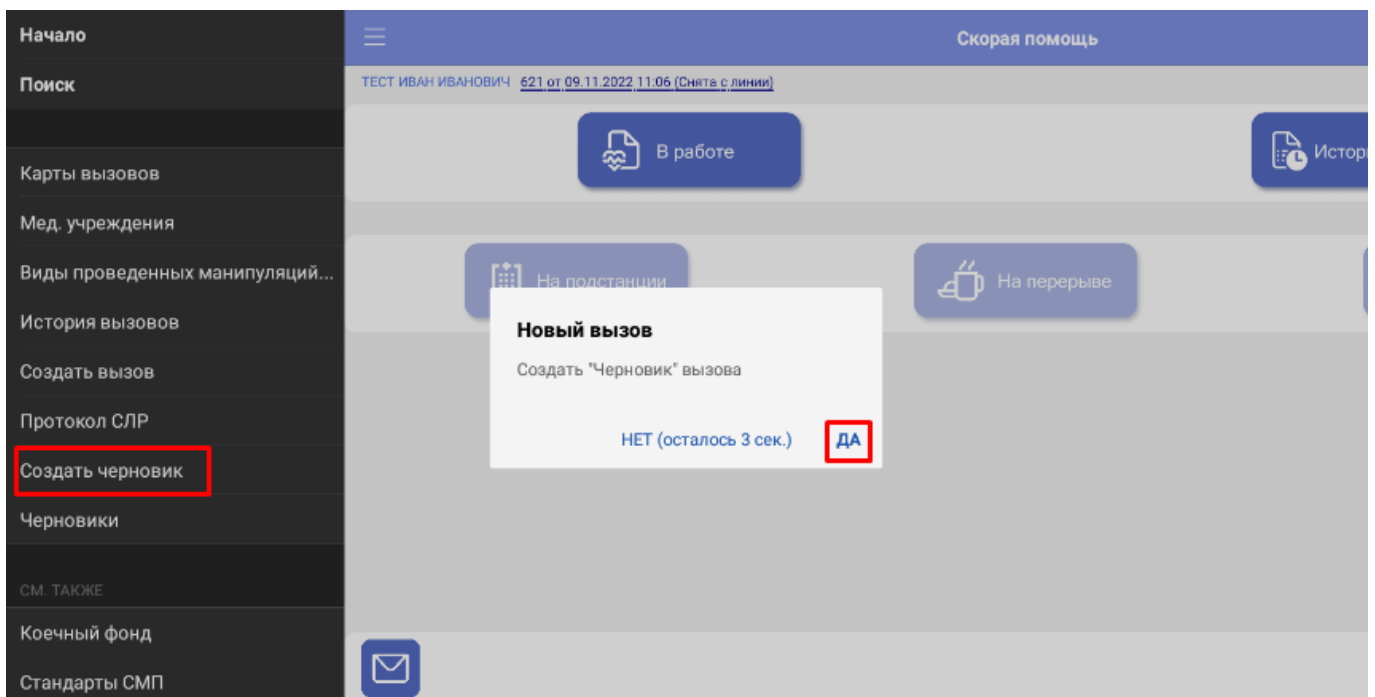 Начало
Поиск
Карты вызовов
Мед. учреждения
Виды проведенных манипуляций...
История вызовов
Создать вызов
Протокол СЛР
Создать черновик
Черновики
СМ. ТАКЖЕ
Коечный фонд
Стандарты СМП
Скорая помощь
ТЕСТ ИВАН ИВАНОВИЧ 621 от 09.11.2022 11:06 (Снята с линии)
В работе
Истор
На подстанции
На перерыве
Новый вызов
Создать "Черновик" вызова
НЕТ (осталось 3 сек.) ДА